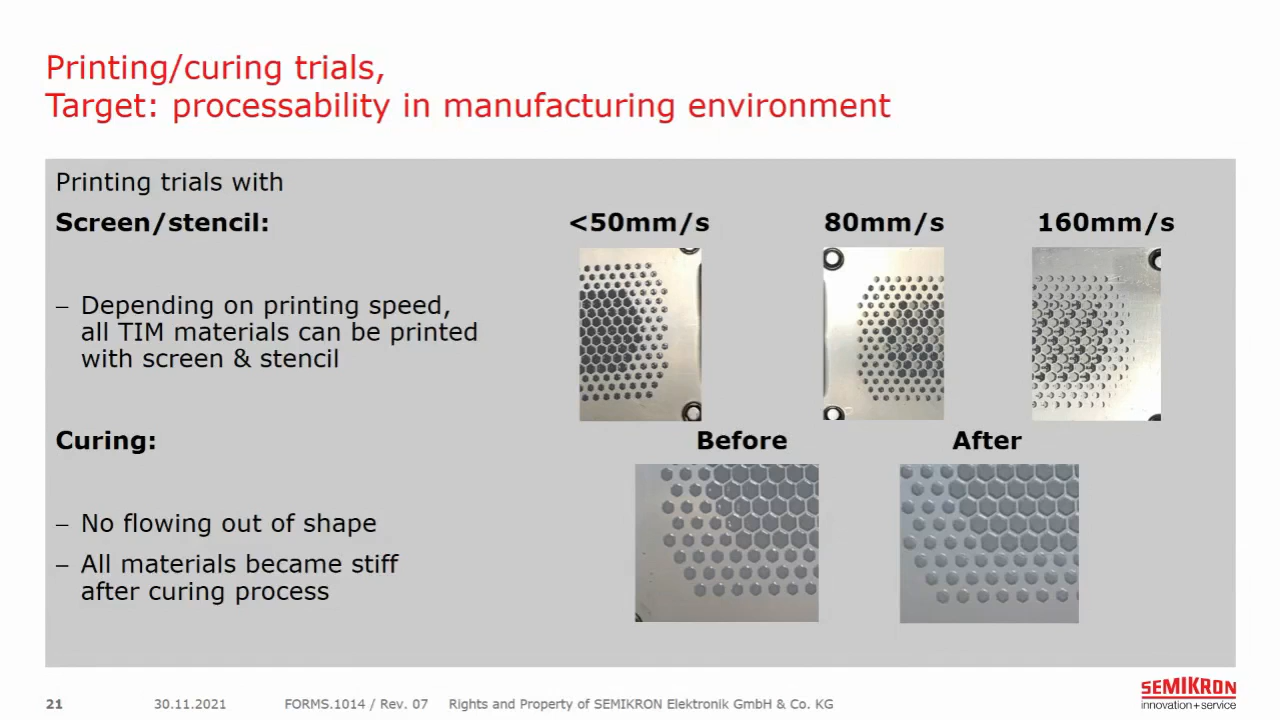 Printing/curing trials,
Target: processability in manufacturing environment
Printing trials with
Screen/stencil:
<50mm/s
80mm/s
160mm/s
– Depending on printing speed,
all TIM materials can be printed
with screen & stencil
Curing:
Before
After
– No flowing out of shape
– All materials became stiff
after curing process
21
30.11.2021
FORMS.1014 / Rev. 07
Rights and Property of SEMIKRON Elektronik GmbH & Co. KG
SEMIKRON
innovation+service